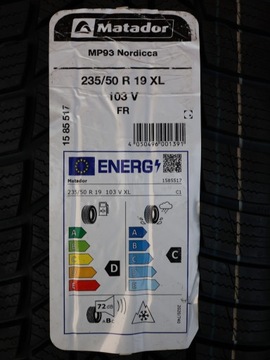 Matador
MP93 Nordicca
235/50 R 19 XL
103 V
FR
15 85 517
4 050496 001391
ENERG
Matador
1585517
235/50 R 19 103 V XL
C1
A
B
C
D
E
D
A
B
C
D
E
C
72 dB
B